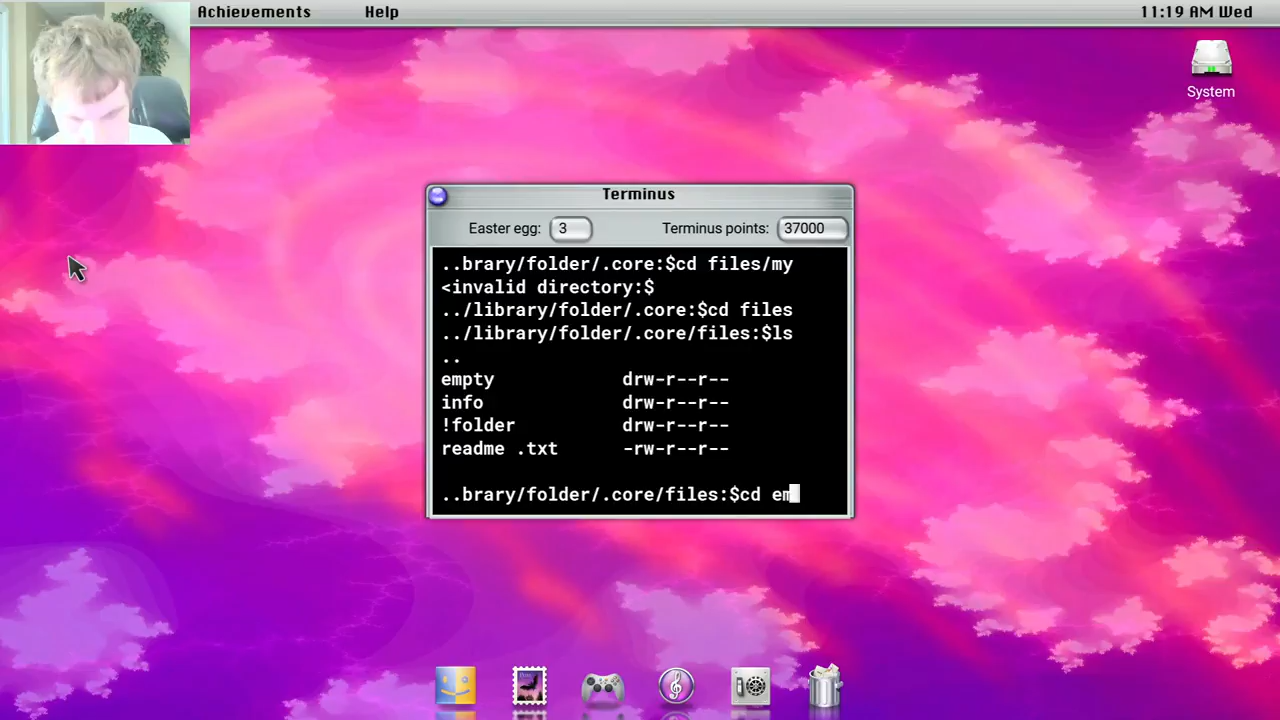 Achievements Help 11:19 AM Wed
System
Terminus
Easter egg: 3 Terminus points: 37000
..brary/folder/.core:$cd files/my
<invalid directory:$
../library/folder/.core:$cd files
../library/folder/.core/files:$ls
..
empty drw-r--r--
info drw-r--r--
!folder drw-r--r--
readme .txt -rw-r--r--
..brary/folder/.core/files:$cd em